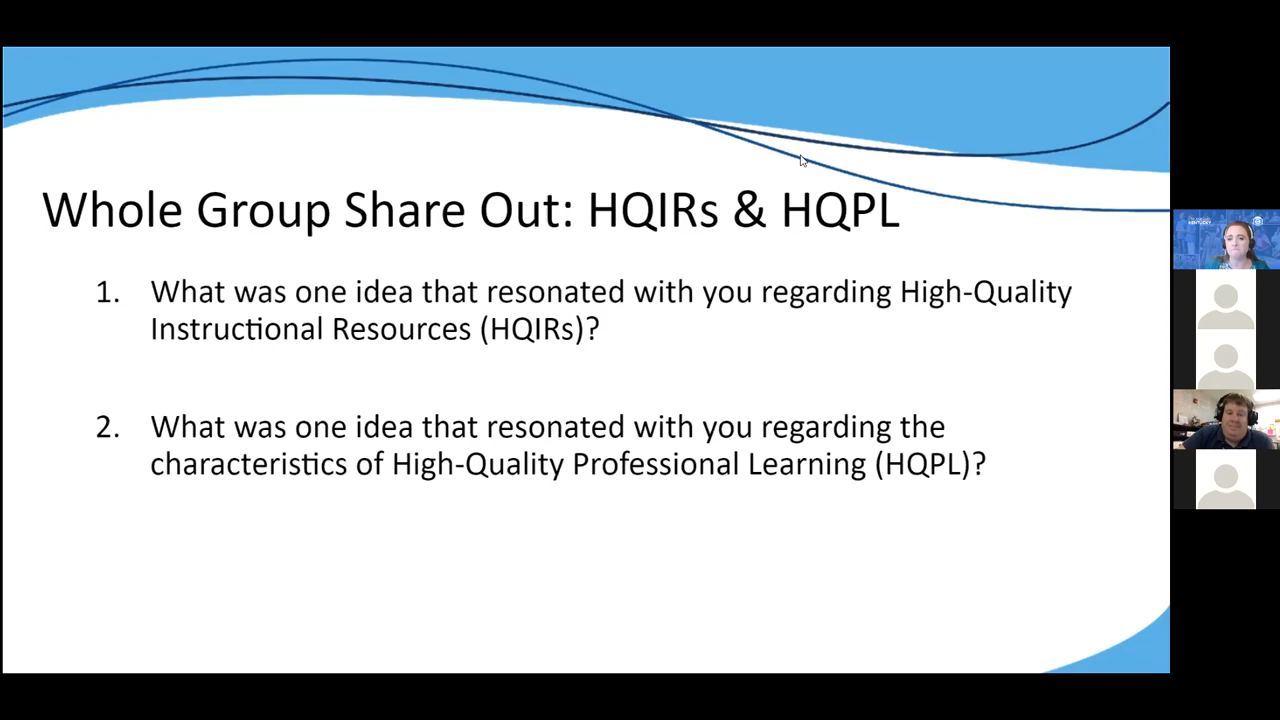 Whole Group Share Out: HQIRs & HQPL
1. What was one idea that resonated with you regarding High-Quality
Instructional Resources (HQIRs)?
2. What was one idea that resonated with you regarding the
characteristics of High-Quality Professional Learning (HQPL)?
KENTUCKY